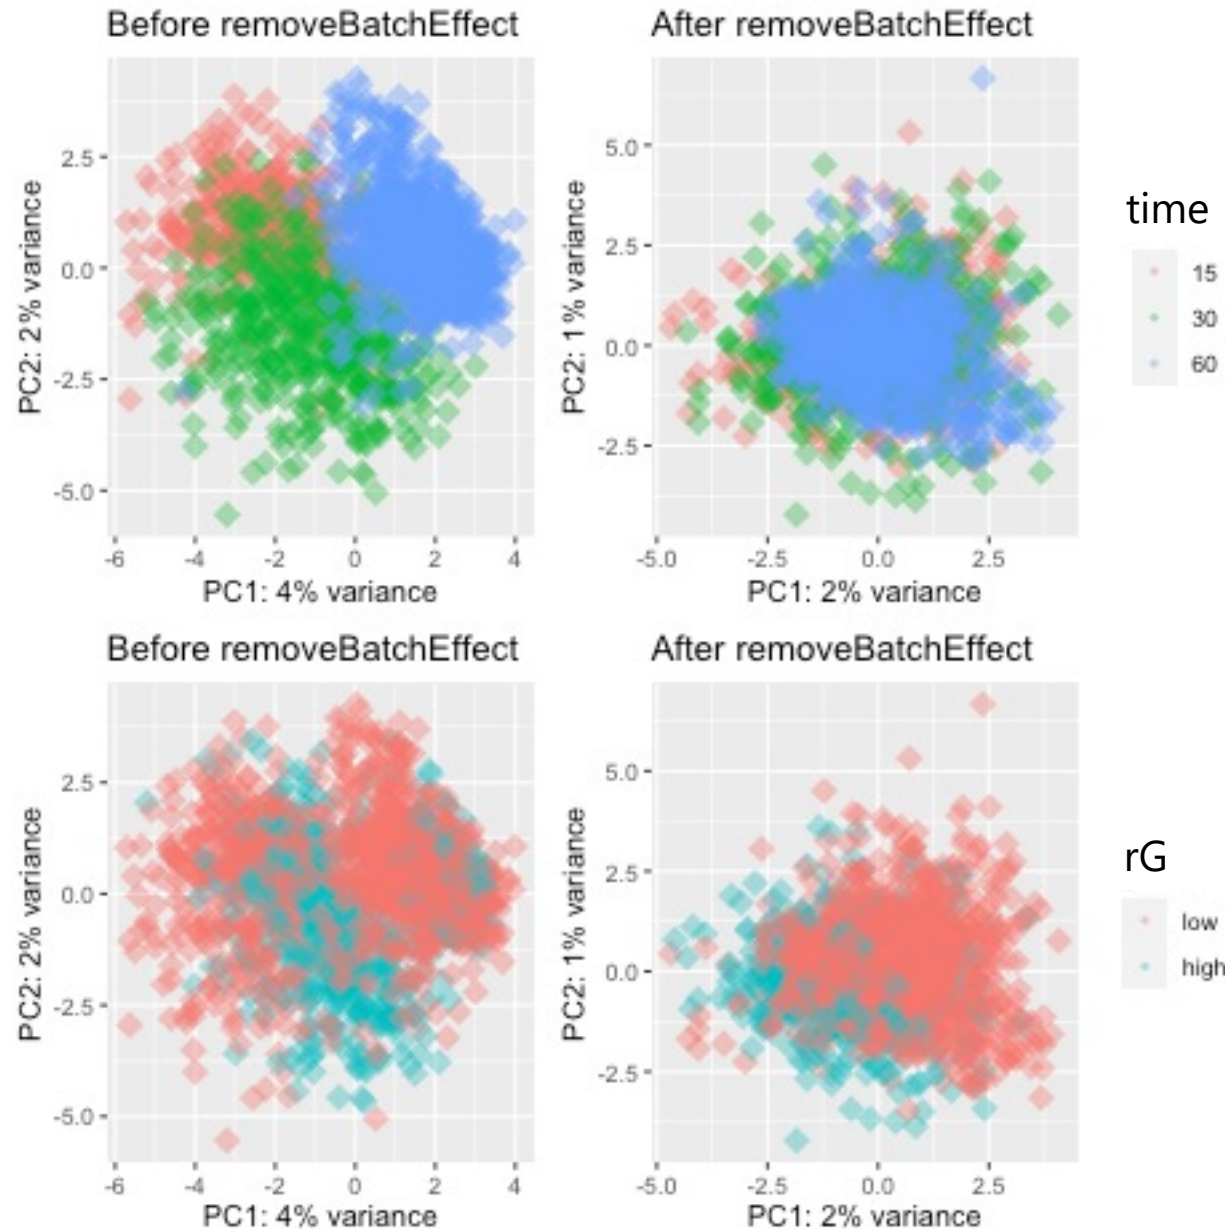 Before removeBatchEffect
After removeBatchEffect
PC2: 2% variance
2.5
0.0
-2.5
-5.0
-6 -4 -2 0 2 4
PC1: 4% variance
PC2: 1% variance
5.0
2.5
0.0
-2.5
-5.0 -2.5 0.0 2.5
PC1: 2% variance
time
15
30
60
Before removeBatchEffect
After removeBatchEffect
PC2: 2% variance
2.5
0.0
-2.5
-5.0
-6 -4 -2 0 2 4
PC1: 4% variance
PC2: 1% variance
5.0
2.5
0.0
-2.5
-5.0 -2.5 0.0 2.5
PC1: 2% variance
rG
low
high